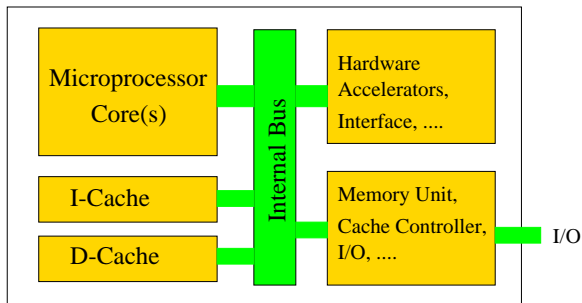 Microprocessor
Core(s)
I-Cache
D-Cache
Internal Bus
Hardware
Accelerators,
Interface, ....
Memory Unit,
Cache Controller,
I/O, ....
I/O